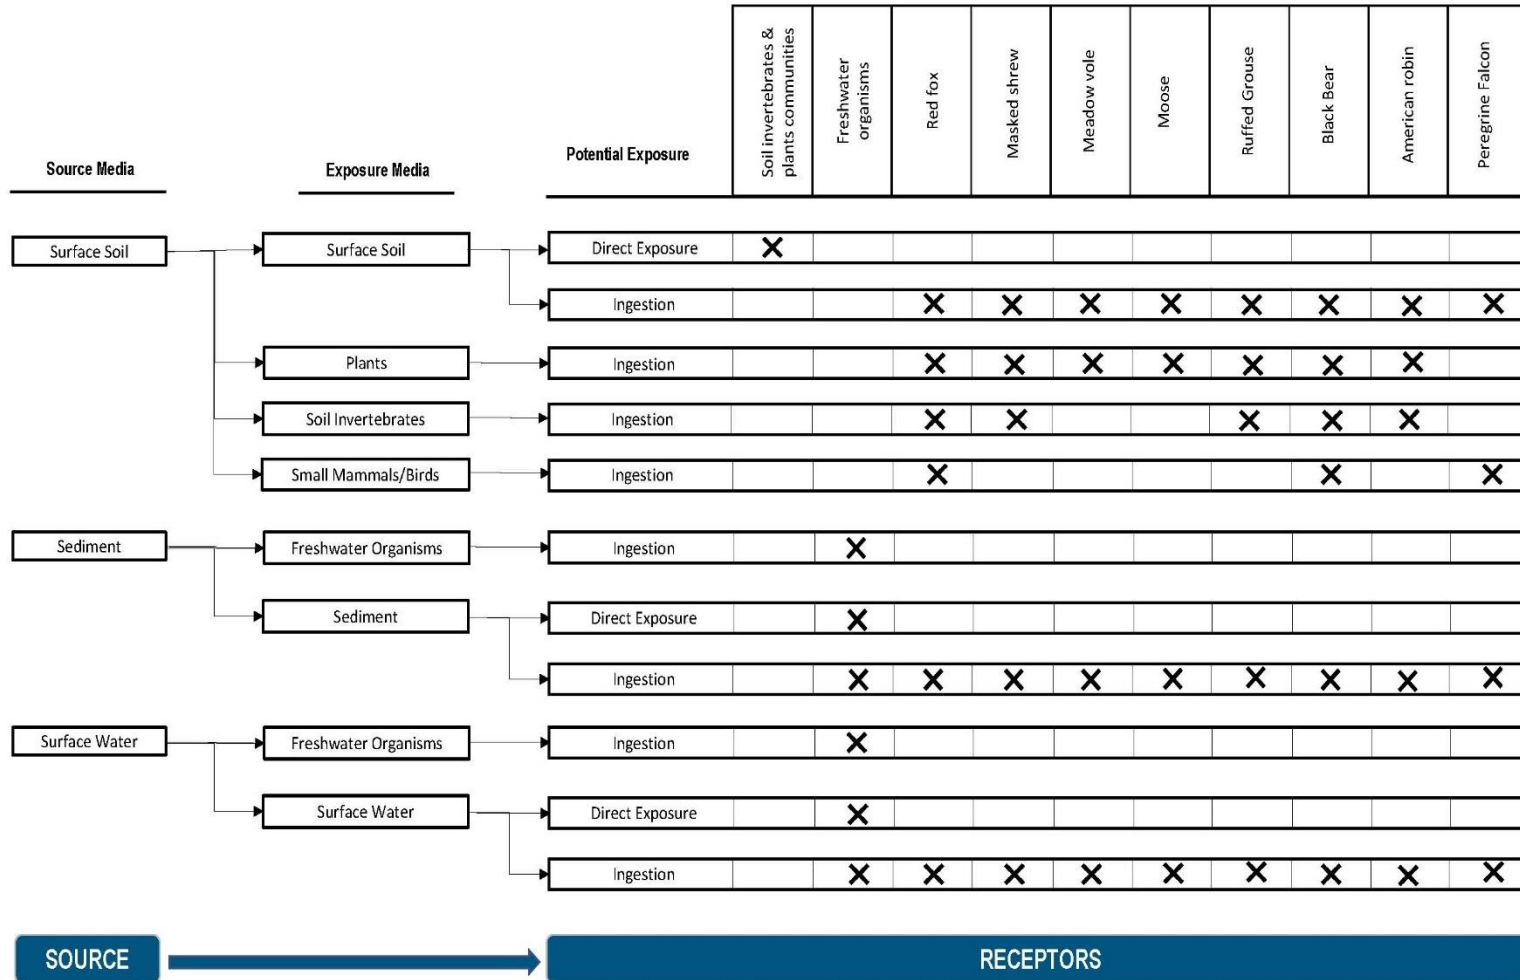 Soil invertebrates &
plants communities
Freshwater
organisms
Red fox
Masked shrew
Meadow vole
Moose
Ruffed Grouse
Black Bear
American robin
Peregrine Falcon
Source Media
Exposure Media
Potential Exposure
Surface Soil
Surface Soil
Direct Exposure
Ingestion
Plants
Ingestion
Soil Invertebrates
Ingestion
Small Mammals/Birds
Ingestion
Sediment
Freshwater Organisms
Ingestion
Sediment
Direct Exposure
Ingestion
Surface Water
Freshwater Organisms
Ingestion
Surface Water
Direct Exposure
Ingestion
SOURCE
RECEPTORS